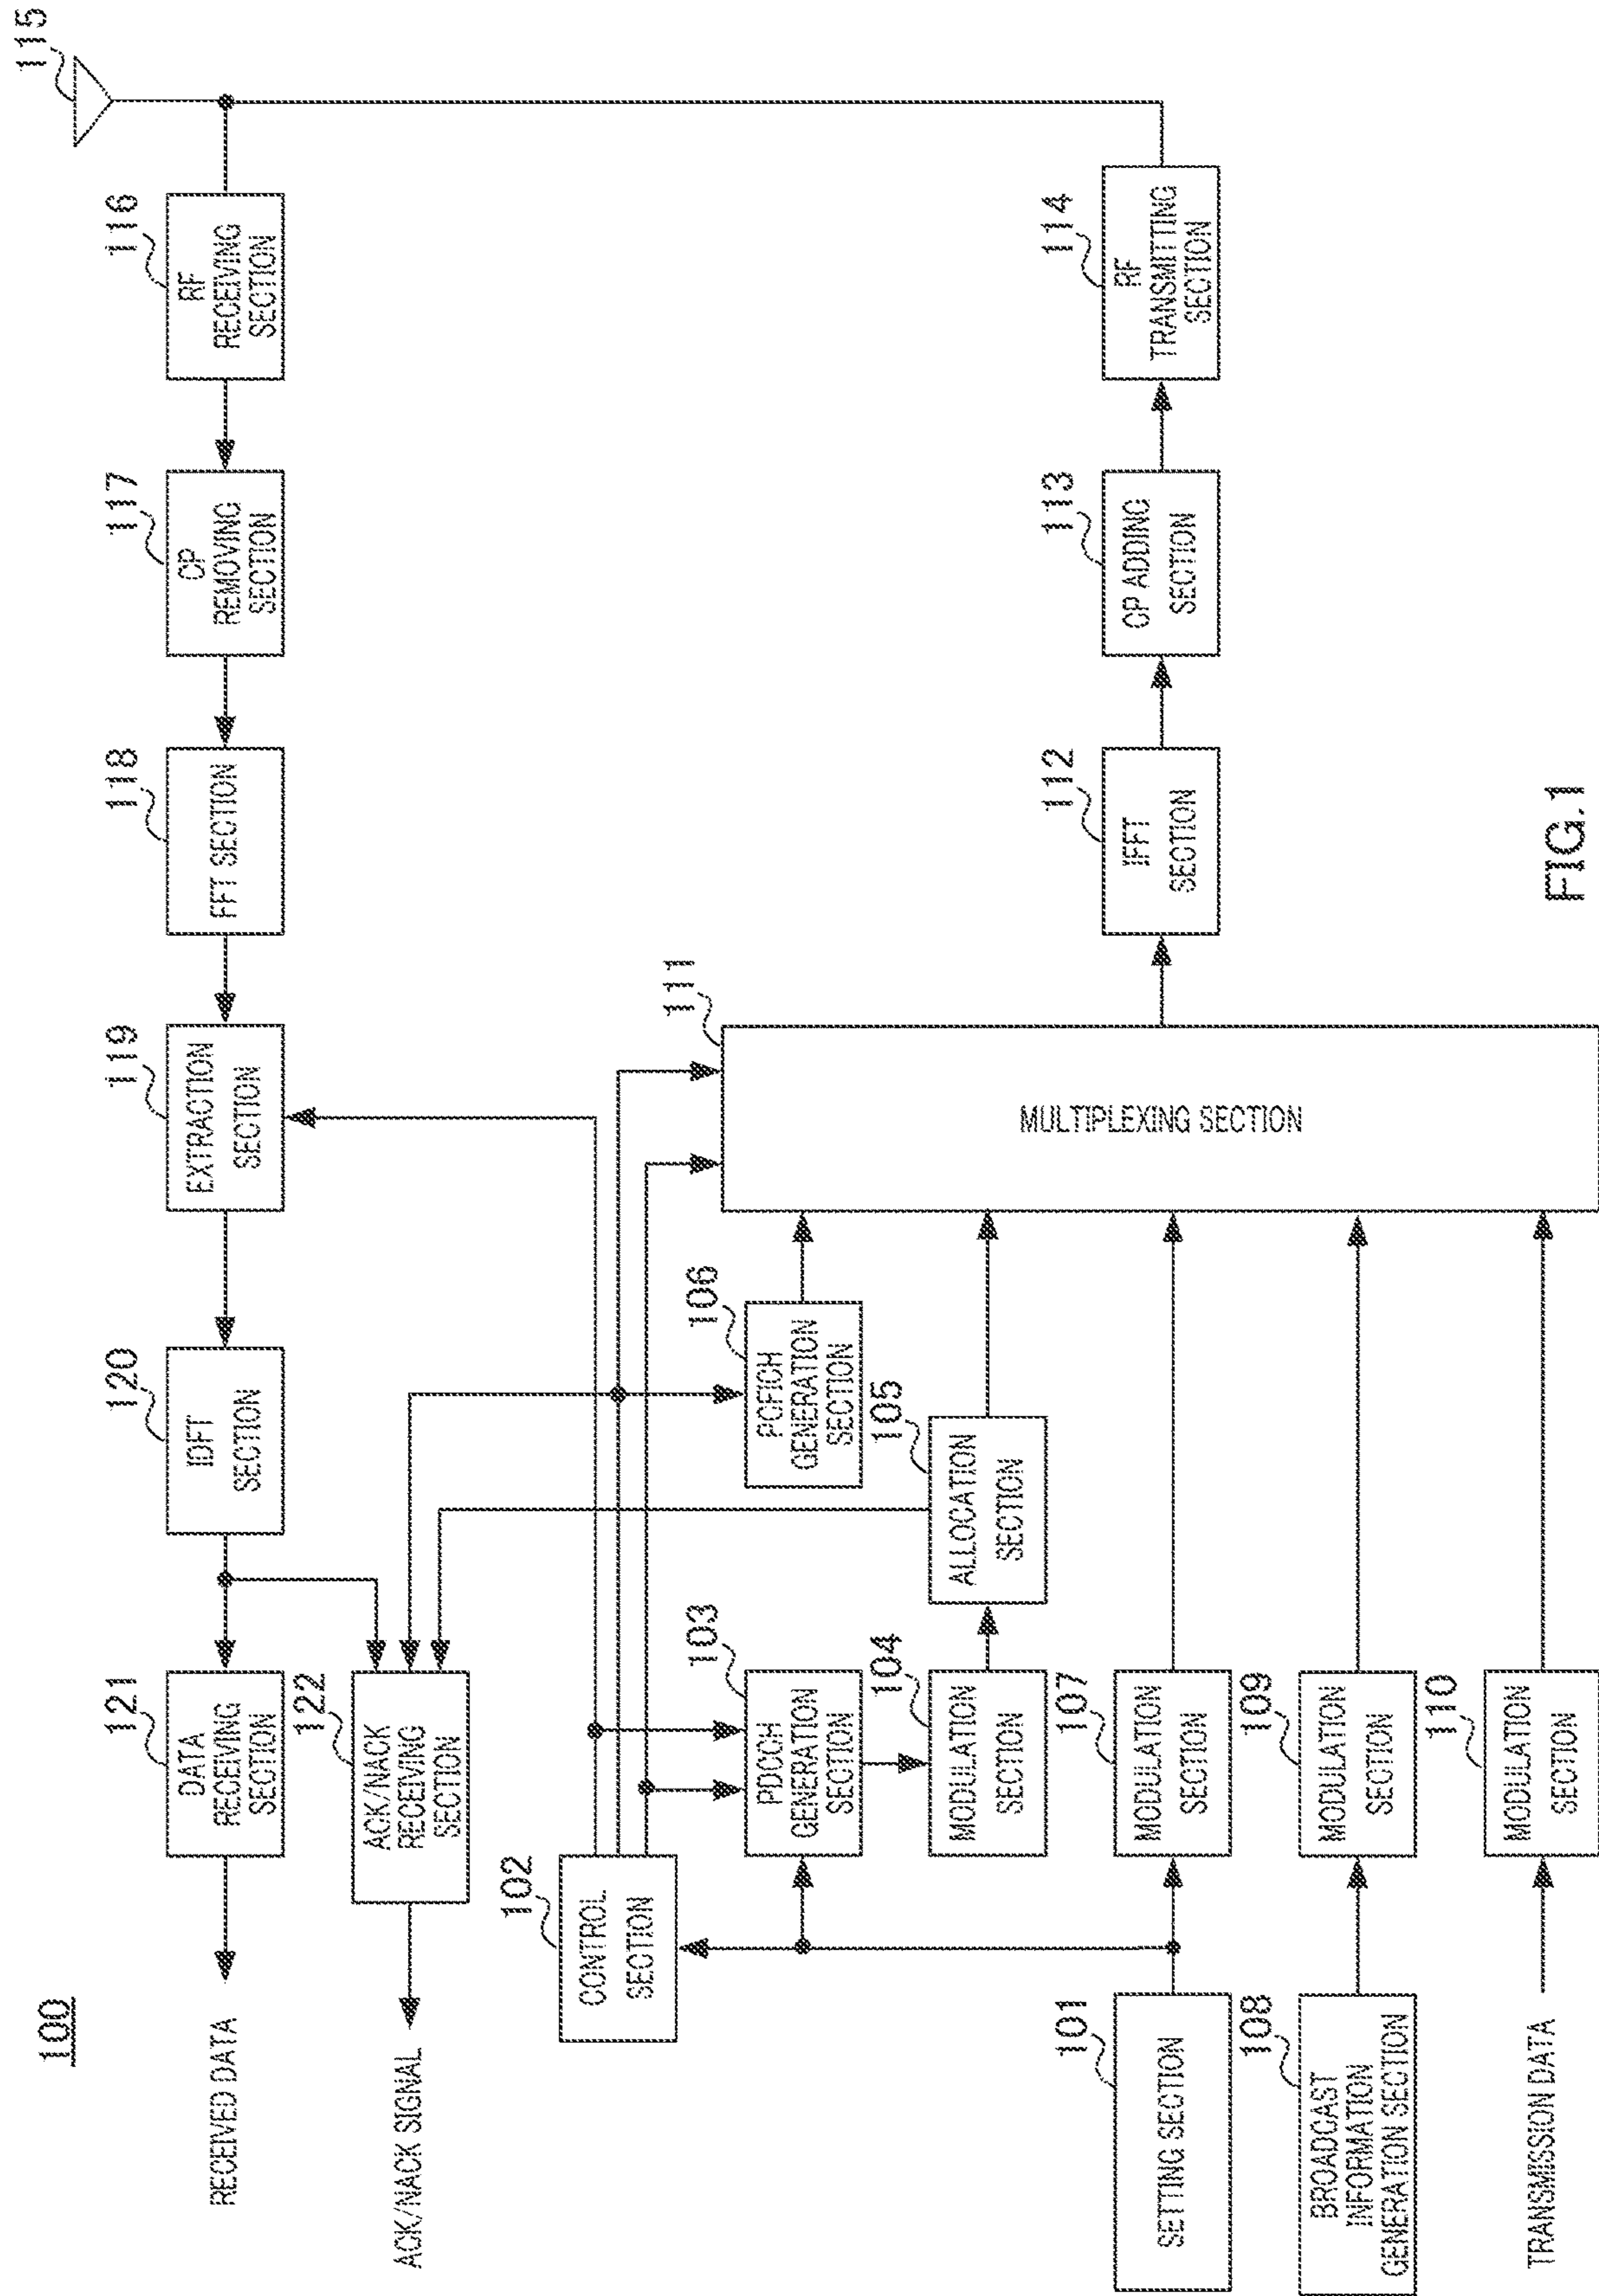 100
115
116
RF
RECEIVING
SECTION
117
CP
REMOVING
SECTION
118
FFT SECTION
119
EXTRACTION
SECTION
120
IDFT
SECTION
121
DATA
RECEIVING
SECTION
RECEIVED DATA
122
ACK/NACK
RECEIVING
SECTION
ACK/NACK SIGNAL
102
CONTROL
SECTION
103
PDCCH
GENERATION
SECTION
104
MODULATION
SECTION
105
ALLOCATION
SECTION
106
PCFICH
GENERATION
SECTION
111
MULTIPLEXING SECTION
112
IFFT
SECTION
113
CP ADDING
SECTION
114
RF
TRANSMITTING
SECTION
101
SETTING SECTION
107
MODULATION
SECTION
108
BROADCAST
INFORMATION
GENERATION SECTION
109
MODULATION
SECTION
TRANSMISSION DATA
110
MODULATION
SECTION
FIG.1